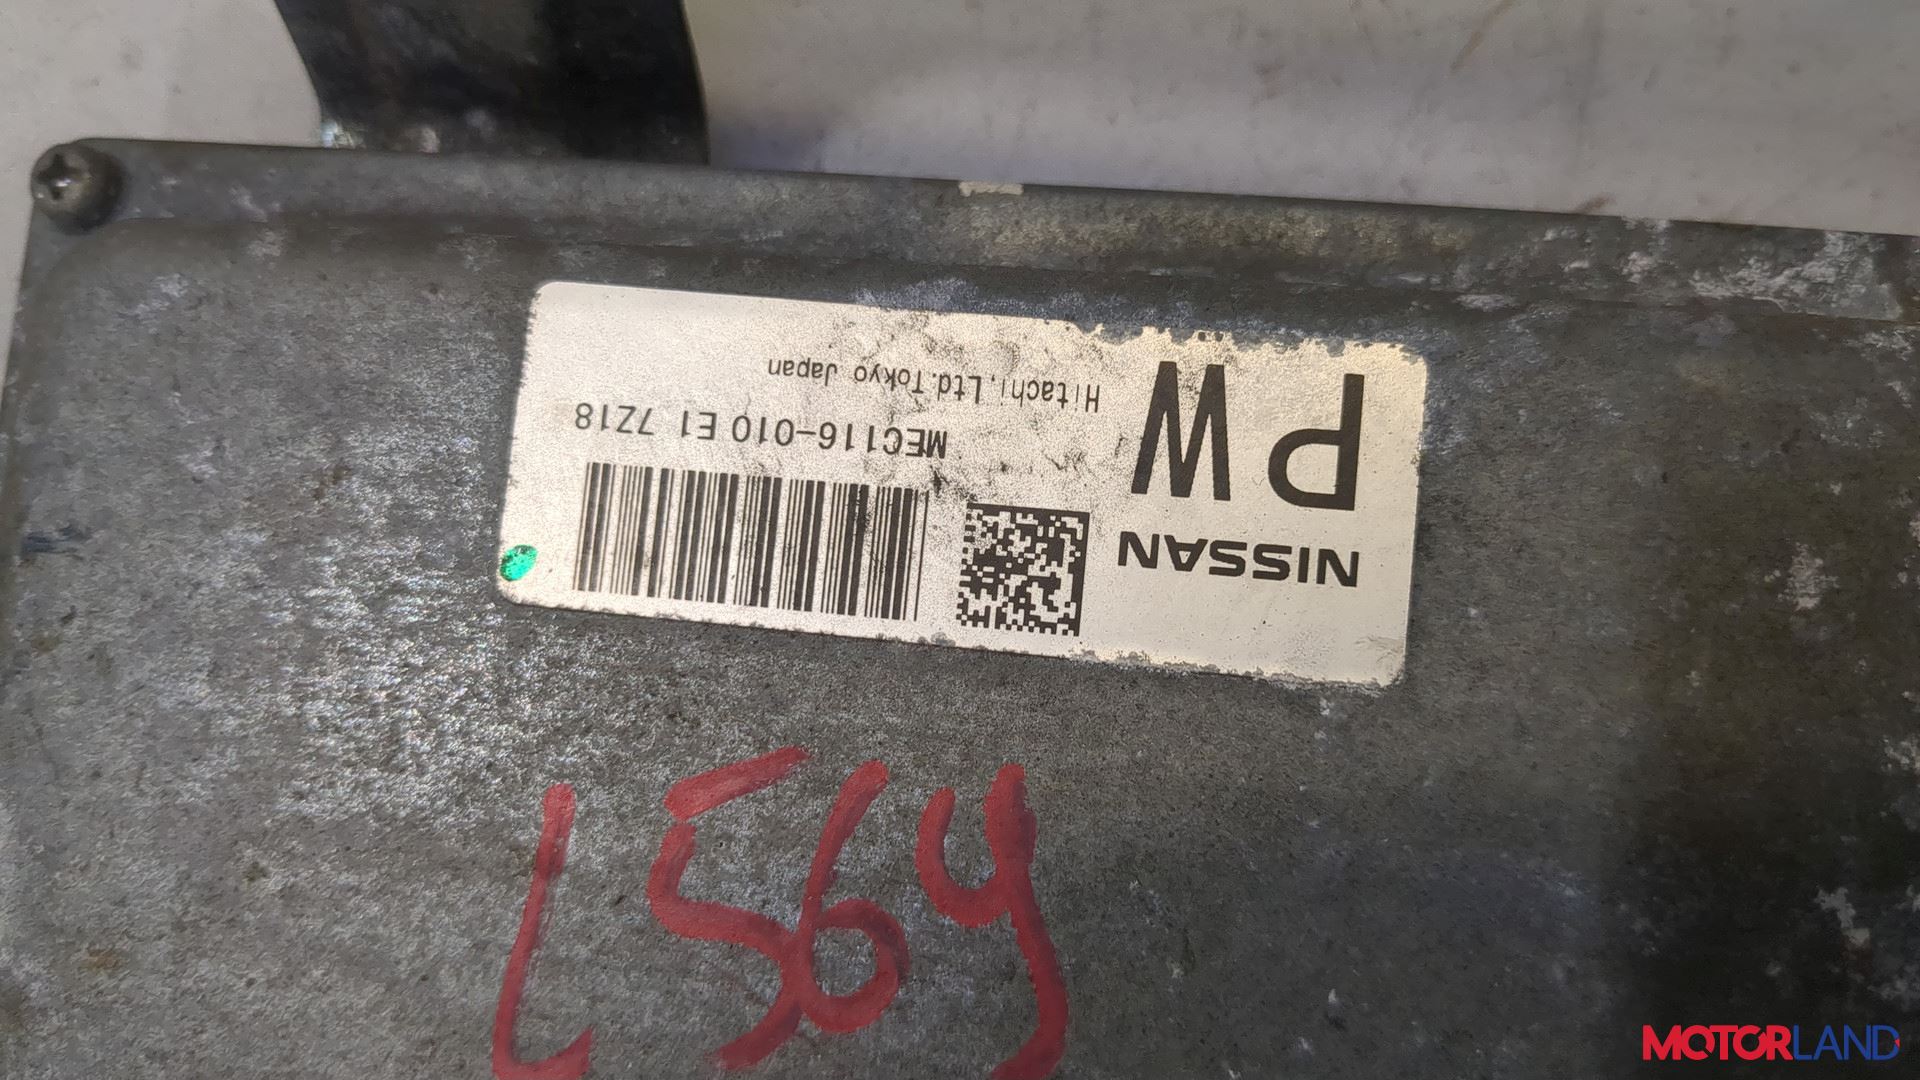 NISSAN
PW
MEC116-010 E1 7Z18
Hitachi, Ltd. Tokyo Japan
L564
MOTORLAND